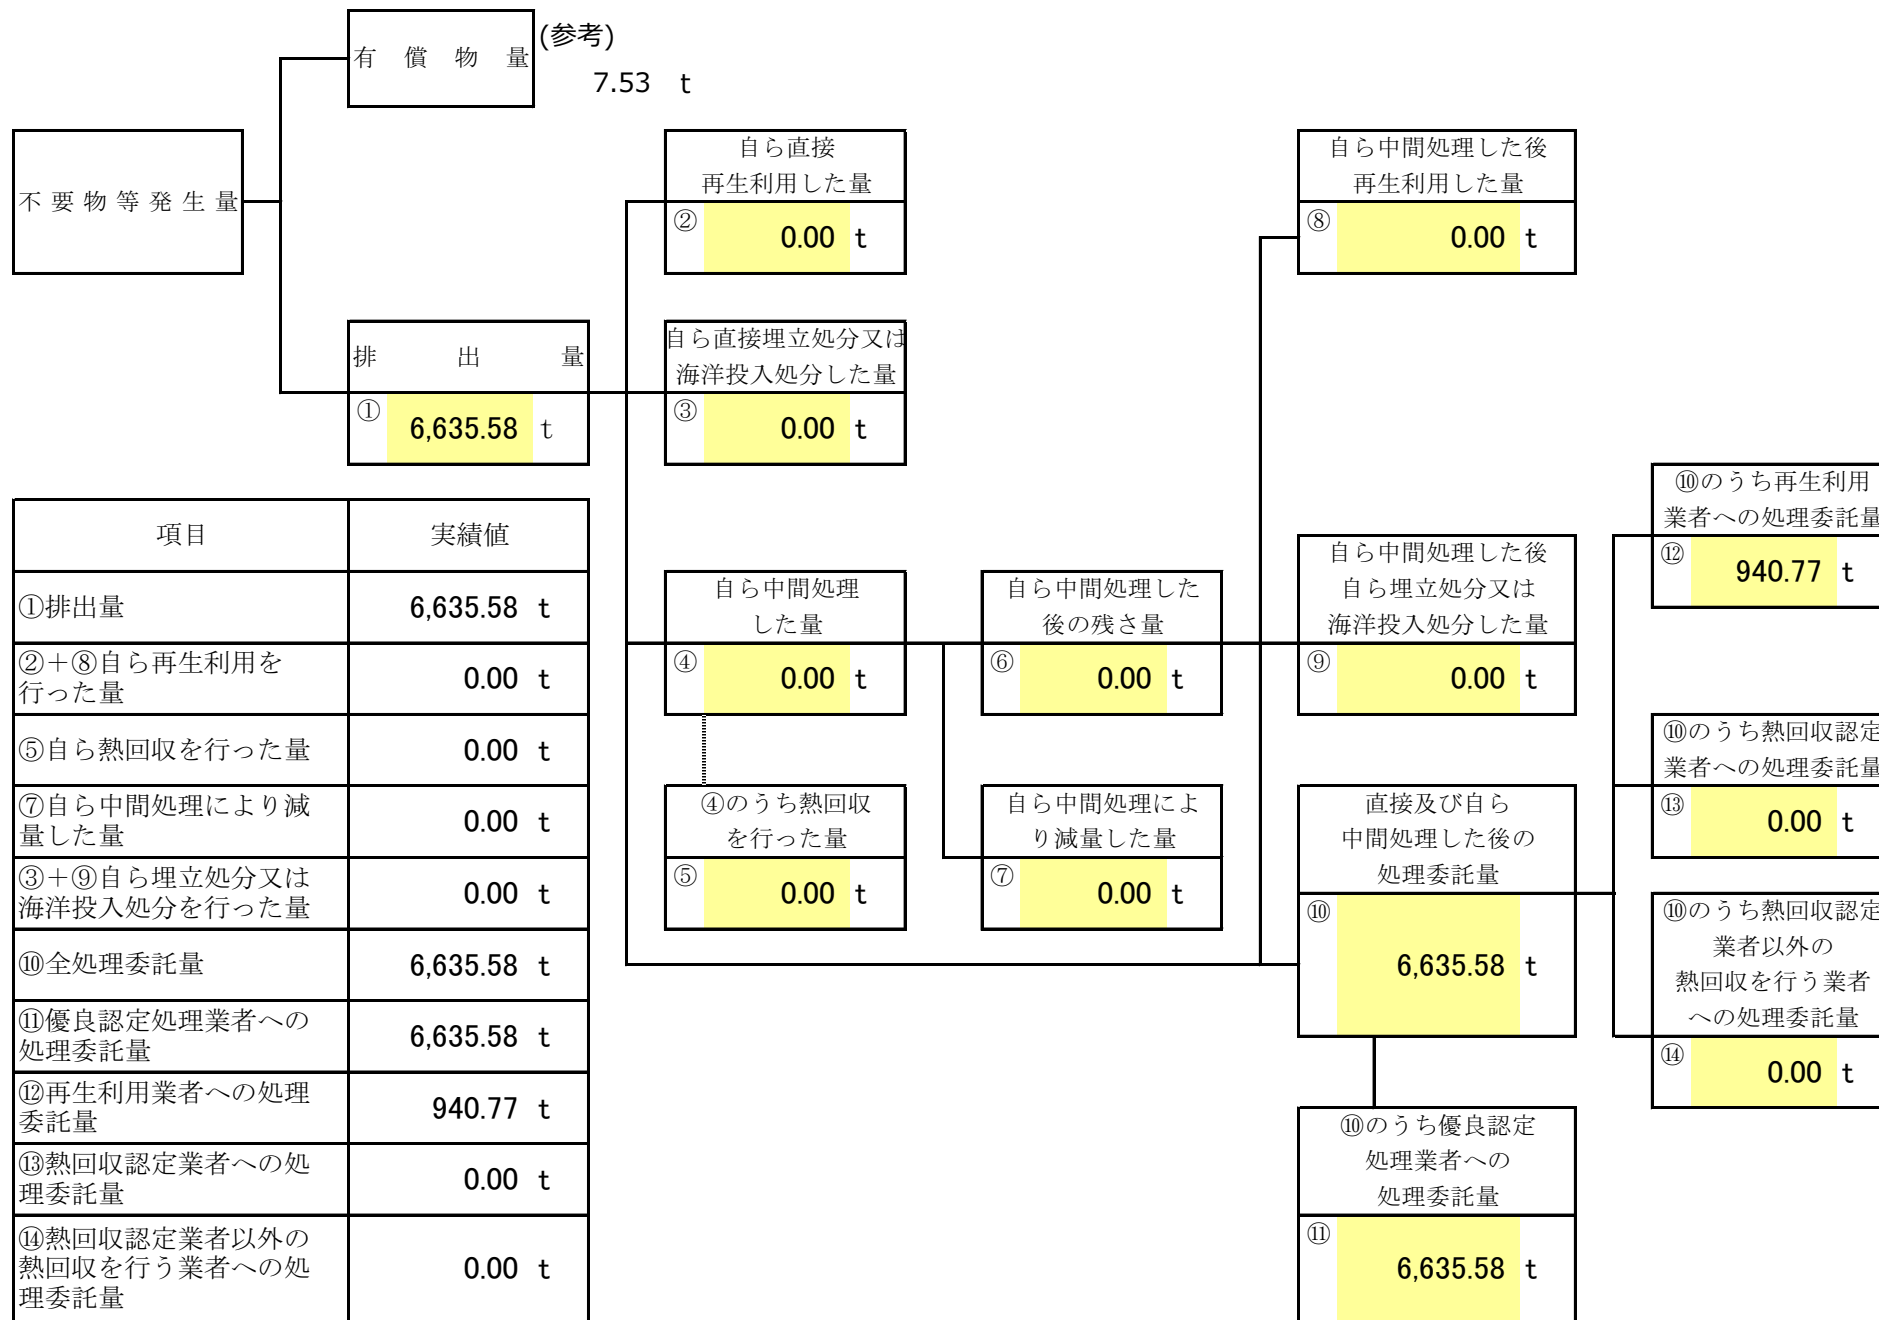 有償物量
(参考)
7.53 t
不要物等発生量
自ら直接
再生利用した量
② 0.00 t
自ら中間処理した後
再生利用した量
⑧ 0.00 t
排出量
① 6,635.58 t
自ら直接埋立処分又は
海洋投入処分した量
③ 0.00 t
⑩のうち再生利用
業者への処理委託量
⑫ 940.77 t
自ら中間処理
した量
④ 0.00 t
自ら中間処理した
後の残さ量
⑥ 0.00 t
自ら中間処理した後
自ら埋立処分又は
海洋投入処分した量
⑨ 0.00 t
⑩のうち熱回収認定
業者への処理委託量
⑬ 0.00 t
④のうち熱回収
を行った量
⑤ 0.00 t
自ら中間処理によ
り減量した量
⑦ 0.00 t
直接及び自ら
中間処理した後の
処理委託量
⑩ 6,635.58 t
⑩のうち熱回収認定
業者以外の
熱回収を行う業者
への処理委託量
⑭ 0.00 t
⑩のうち優良認定
処理業者への
処理委託量
⑪ 6,635.58 t
項目 実績値
①排出量 6,635.58 t
②+⑧自ら再生利用を
行った量 0.00 t
⑤自ら熱回収を行った量 0.00 t
⑦自ら中間処理により減
量した量 0.00 t
③+⑨自ら埋立処分又は
海洋投入処分を行った量 0.00 t
⑩全処理委託量 6,635.58 t
⑪優良認定処理業者への
処理委託量 6,635.58 t
⑫再生利用業者への処理
委託量 940.77 t
⑬熱回収認定業者への処
理委託量 0.00 t
⑭熱回収認定業者以外の
熱回収を行う業者への処
理委託量 0.00 t